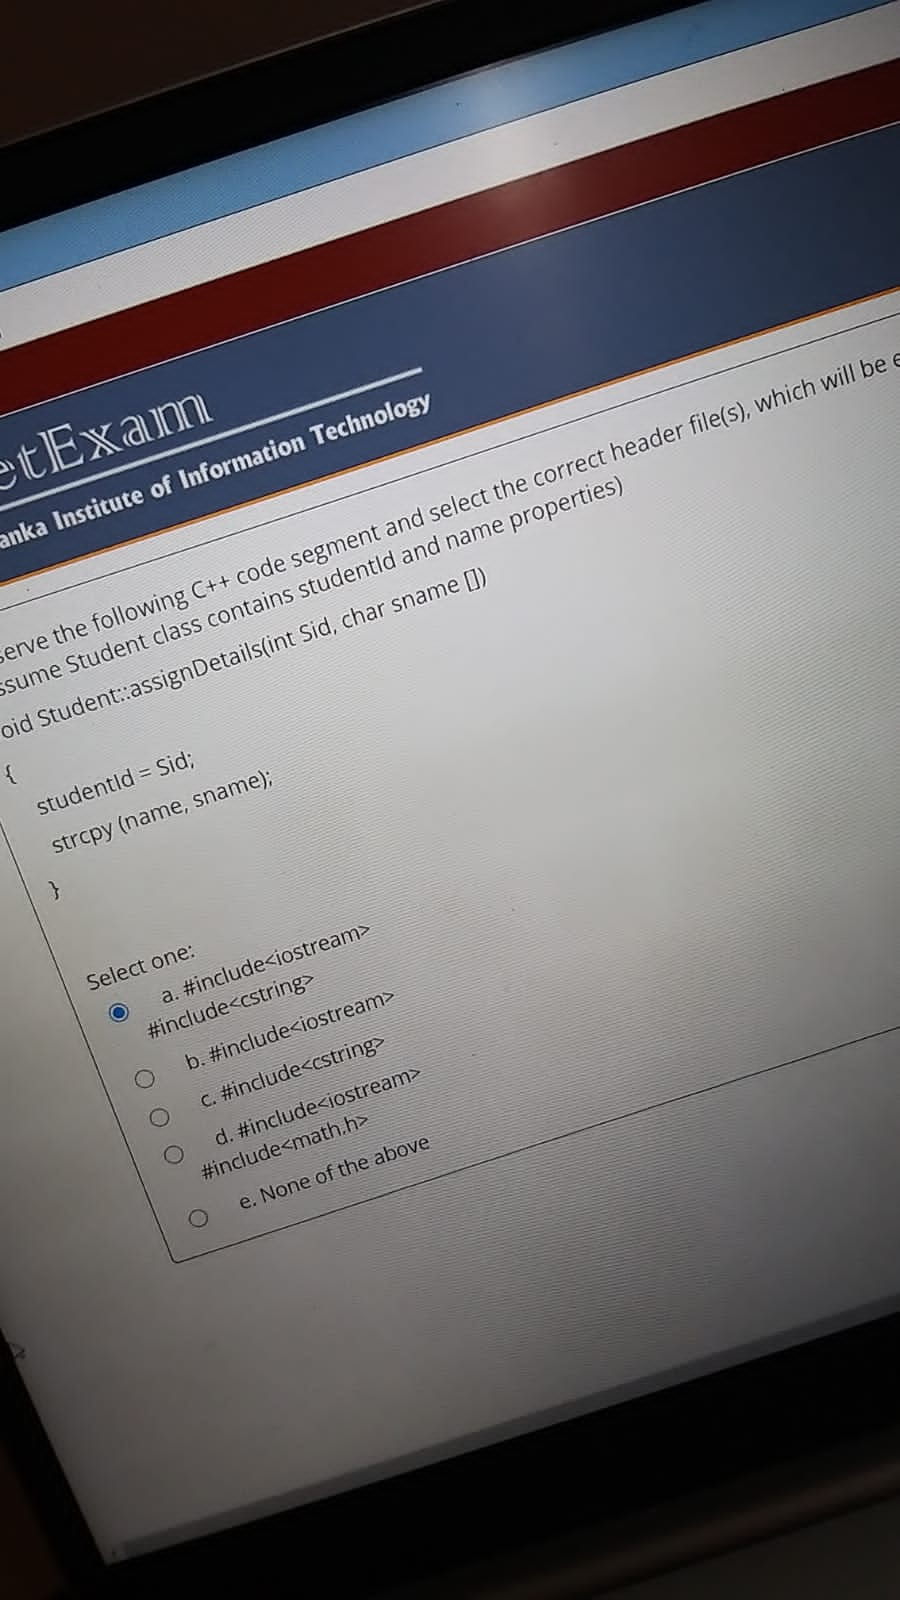 etExam
anka Institute of Information Technology
serve the following C++ code segment and select the correct header file(s), which will be e
ssume Student class contains studentId and name properties)
oid Student::assignDetails(int Sid, char sname [])
{
studentId = Sid;
strcpy (name, sname);
}
Select one:
a. #include<iostream>
#include<cstring>
b. #include<iostream>
c. #include<cstring>
d. #include<iostream>
#include<math.h>
e. None of the above